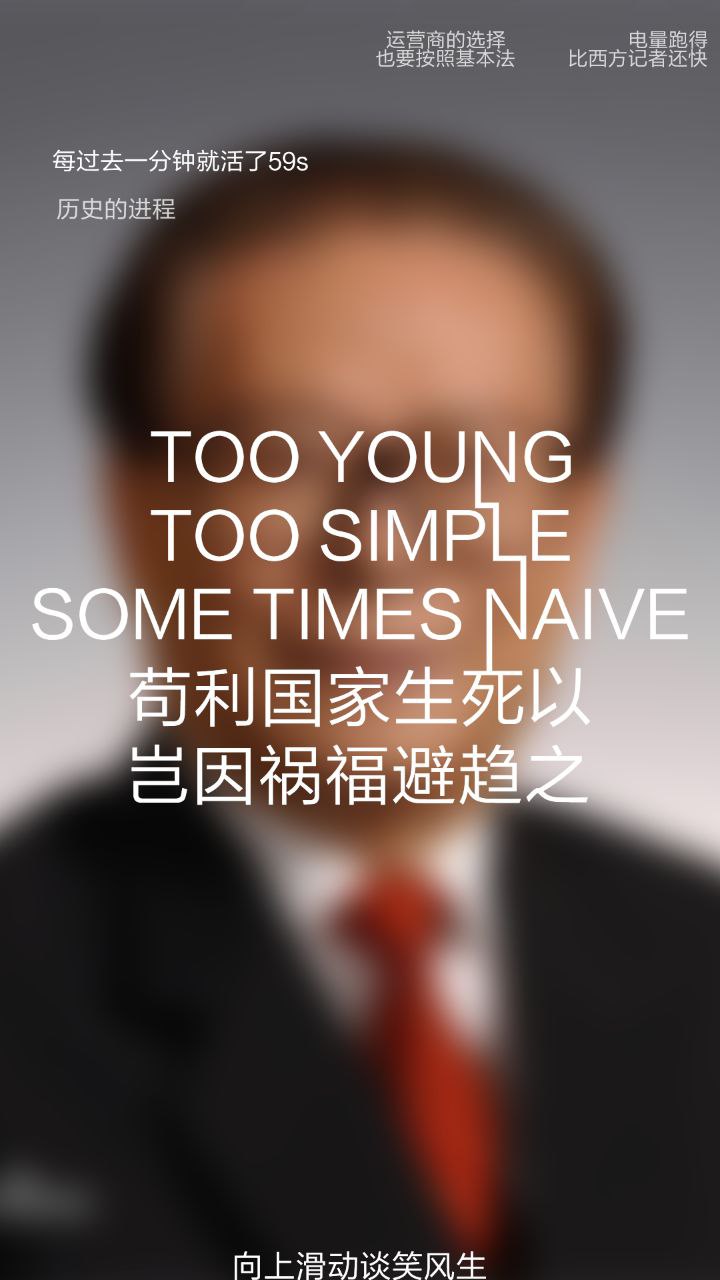 运营商的选择
也要按照基本法
电量跑得
比西方记者还快
每过去一分钟就活了59s
历史的进程
TOO YOUNG
TOO SIMPLE
SOME TIMES NAIVE
苟利国家生死以
岂因祸福避趋之
向上滑动谈笑风生